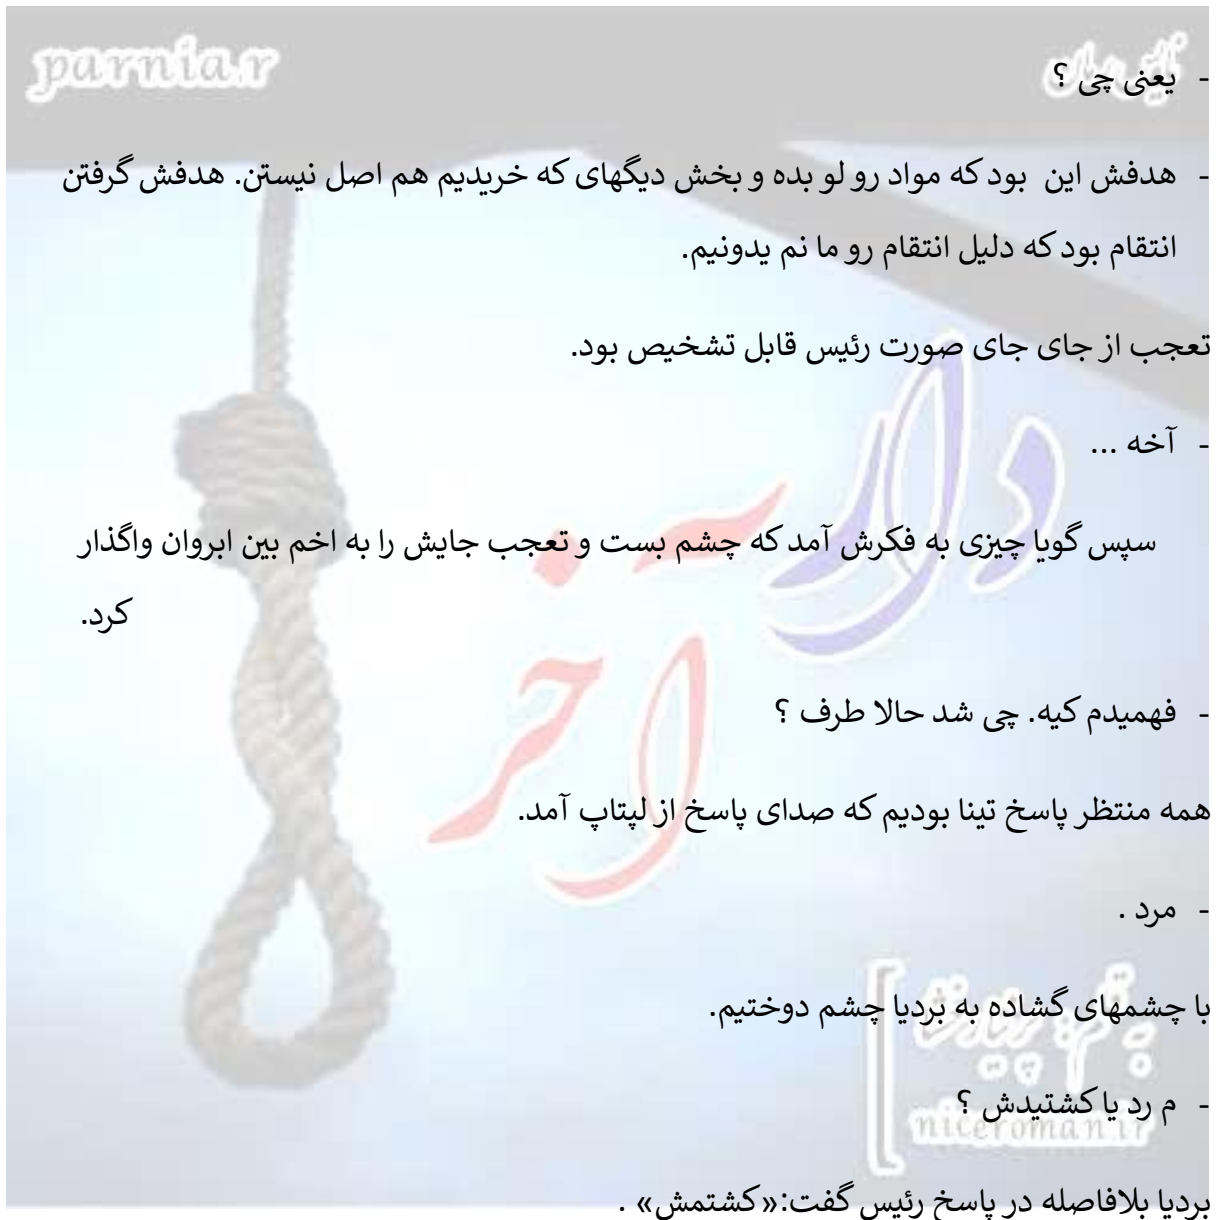 parnia.r
- یعنی چی ؟
- هدفش این بود که مواد رو لو بده و بخش دیگهای که خریدیم هم اصل نیستن. هدفش گرفتن
انتقام بود که دلیل انتقام رو ما نم یدونیم.
تعجب از جای جای صورت رئیس قابل تشخیص بود.
- آخه ...
سپس گویا چیزی به فکرش آمد که چشم بست و تعجب جایش را به اخم بین ابروان واگذار
کرد.
- فهمیدم کیه. چی شد حالا طرف ؟
همه منتظر پاسخ تینا بودیم که صدای پاسخ از لپتاپ آمد.
- مرد .
با چشمهای گشاده به بَردیا چشم دوختیم.
- م رد یا کشتیدش ؟
بردیا بلافاصله در پاسخ رئیس گفت:«کشتمش» .
دار
آخر
niceroman.ir